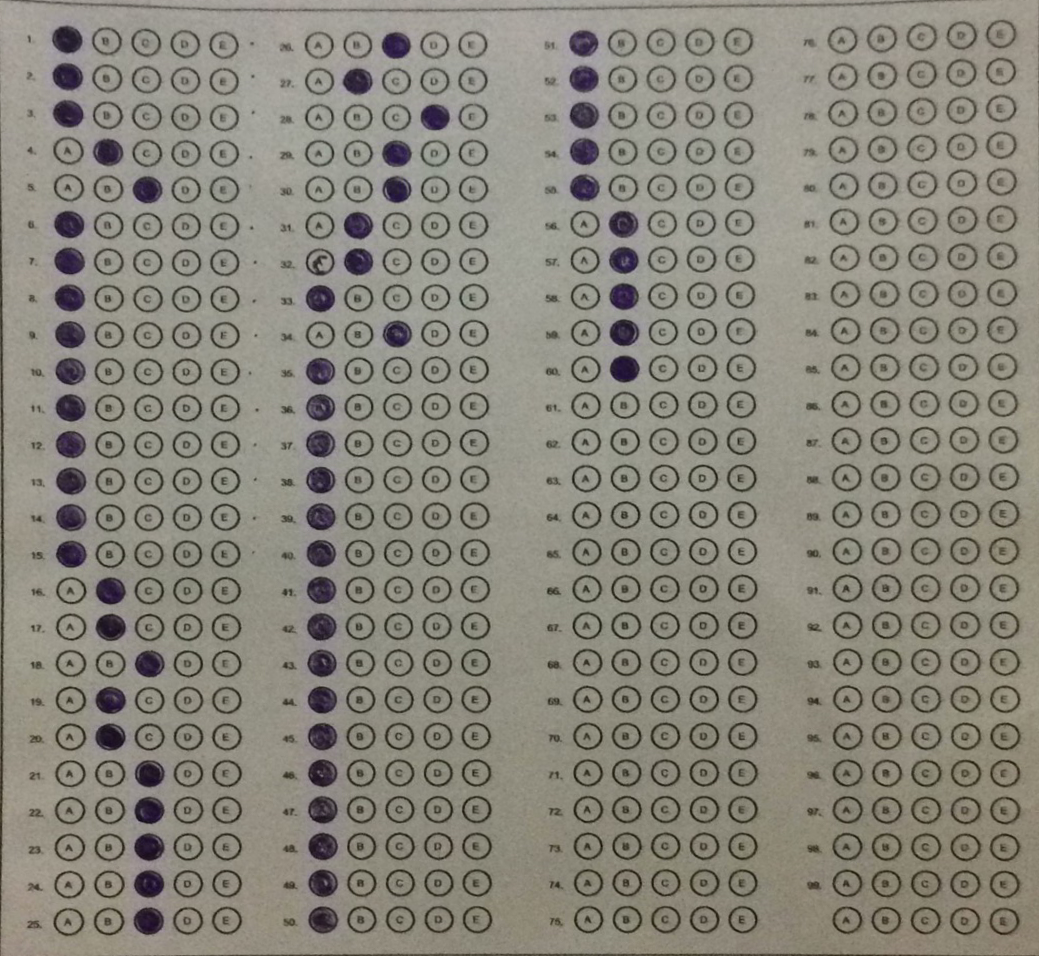 1. B C D E
2. B C D E
3. B C D E
4. A C D E
5. A B D E
6. B C D E
7. B C D E
8. B C D E
9. B C D E
10. B C D E
11. B C D E
12. B C D E
13. B C D E
14. B C D E
15. B C D E
16. A C D E
17. A C D E
18. A B D E
19. A C D E
20. A C D E
21. A B D E
22. A B D E
23. A B D E
24. A B D E
25. A B D E
26. A B D E
27. A C D E
28. A B C E
29. A B D E
30. A B D E
31. A C D E
32. C D E
33. B C D E
34. A B D E
35. B C D E
36. B C D E
37. B C D E
38. B C D E
39. B C D E
40. B C D E
41. B C D E
42. B C D E
43. B C D E
44. B C D E
45. B C D E
46. B C D E
47. B C D E
48. B C D E
49. B C D E
50. B C D E
51. B C D E
52. B C D E
53. B C D E
54. B C D E
55. B C D E
56. A C D E
57. A C D E
58. A C D E
59. A C D E
60. A C D E
61. A B C D E
62. A B C D E
63. A B C D E
64. A B C D E
65. A B C D E
66. A B C D E
67. A B C D E
68. A B C D E
69. A B C D E
70. A B C D E
71. A B C D E
72. A B C D E
73. A B C D E
74. A B C D E
75. A B C D E
76. A B C D E
77. A B C D E
78. A B C D E
79. A B C D E
80. A B C D E
81. A B C D E
82. A B C D E
83. A B C D E
84. A B C D E
85. A B C D E
86. A B C D E
87. A B C D E
88. A B C D E
89. A B C D E
90. A B C D E
91. A B C D E
92. A B C D E
93. A B C D E
94. A B C D E
95. A B C D E
96. A B C D E
97. A B C D E
98. A B C D E
99. A B C D E
A B C D E